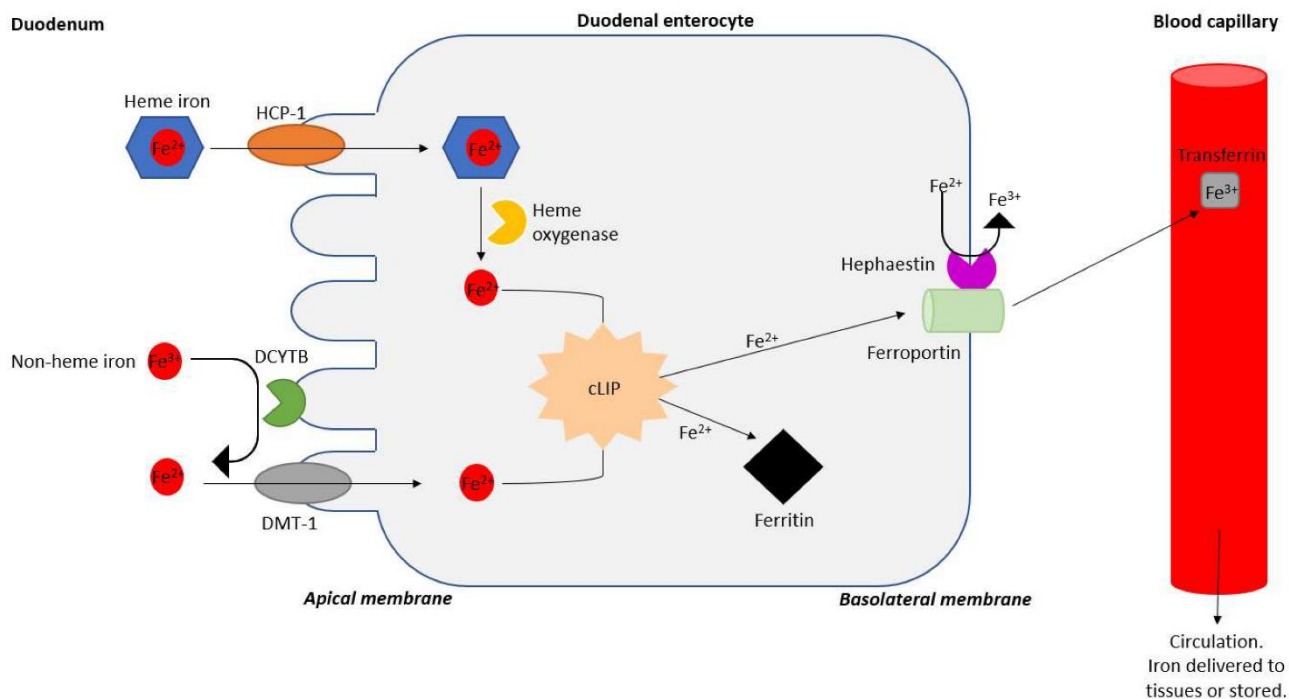 Duodenum
Duodenal enterocyte
Blood capillary
Heme iron
HCP-1
Fe²⁺
Fe²⁺
Heme
oxygenase
Fe²⁺
Transferrin
Fe³⁺
Fe²⁺
Fe³⁺
Hephaestin
Ferroportin
Non-heme iron
Fe³⁺
DCYTB
cLIP
Fe²⁺
Fe²⁺
Fe²⁺
DMT-1
Fe²⁺
Ferritin
Apical membrane
Basolateral membrane
Circulation.
Iron delivered to
tissues or stored.